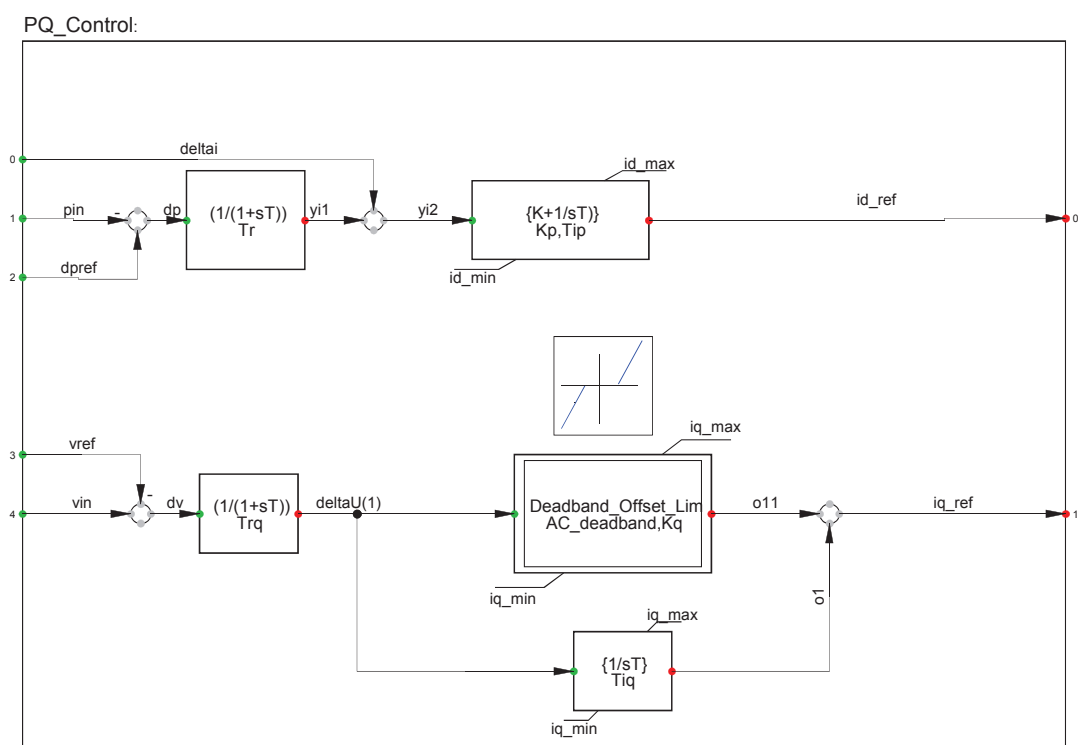 PQ_Control:
deltai
0
id_max
pin
-
dp
(1/(1+sT))
Tr
yi1
yi2
{K+1/sT)}
Kp,Tip
id_ref
1
0
dpref
2
id_min
vref
3
iq_max
-
vin
4
dv
(1/(1+sT))
Trq
deltaU(1)
Deadband_Offset_Lim
AC_deadband,Kq
o11
iq_ref
1
iq_min
o1
iq_max
{1/sT}
Tiq
iq_min